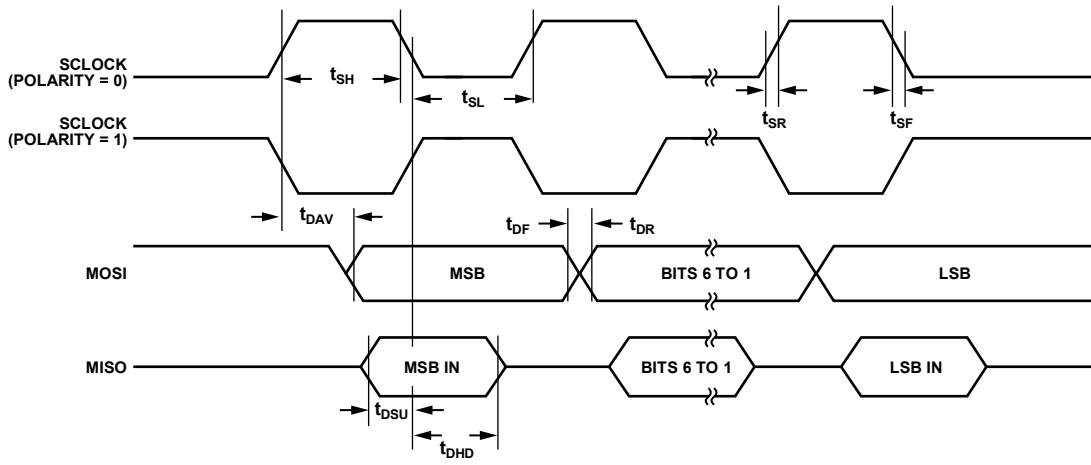 SCLOCK
(POLARITY = 0)
tSH
tSL
tSR
tSF
SCLOCK
(POLARITY = 1)
tDAV
tDF
tDR
MOSI
MSB
BITS 6 TO 1
LSB
MISO
MSB IN
BITS 6 TO 1
LSB IN
tDSU
tDHD